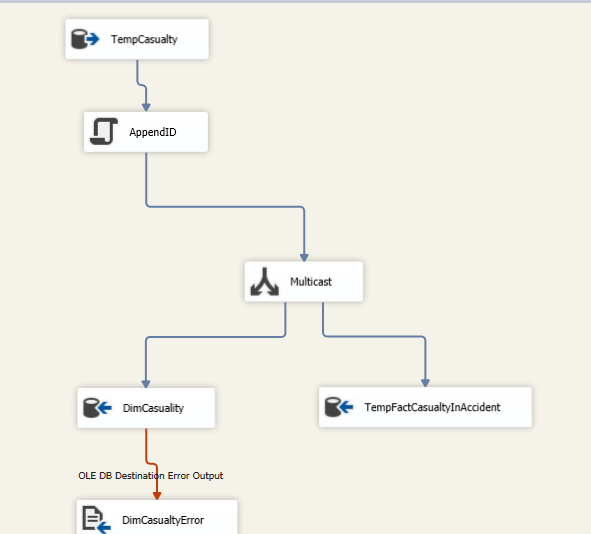 TempCasualty
AppendID
Multicast
DimCasuality
TempFactCasualtyInAccident
OLE DB Destination Error Output
DimCasualtyError